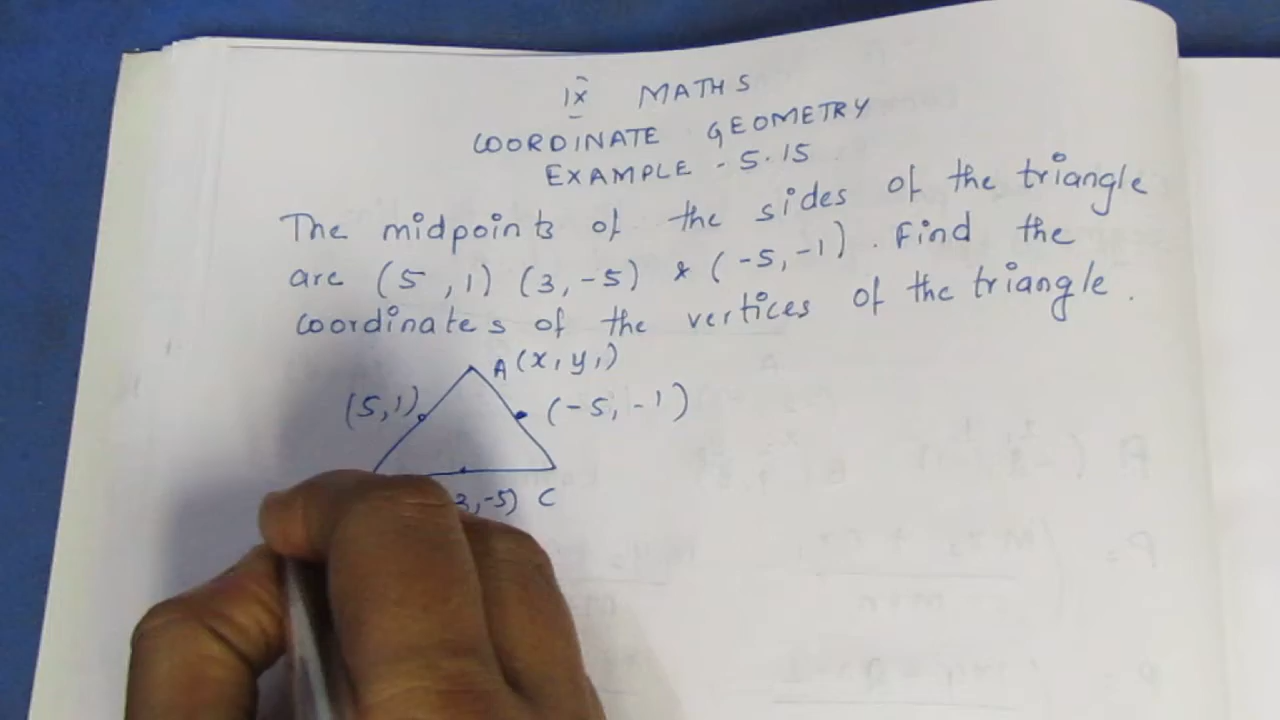 IX MATHS
COORDINATE GEOMETRY
EXAMPLE - 5.15
The midpoints of the sides of the triangle
are (5,1) (3,-5) & (-5,-1). Find the
coordinates of the vertices of the triangle.
A (x, y,)
(5,1) (-5,-1)
3,-5) C